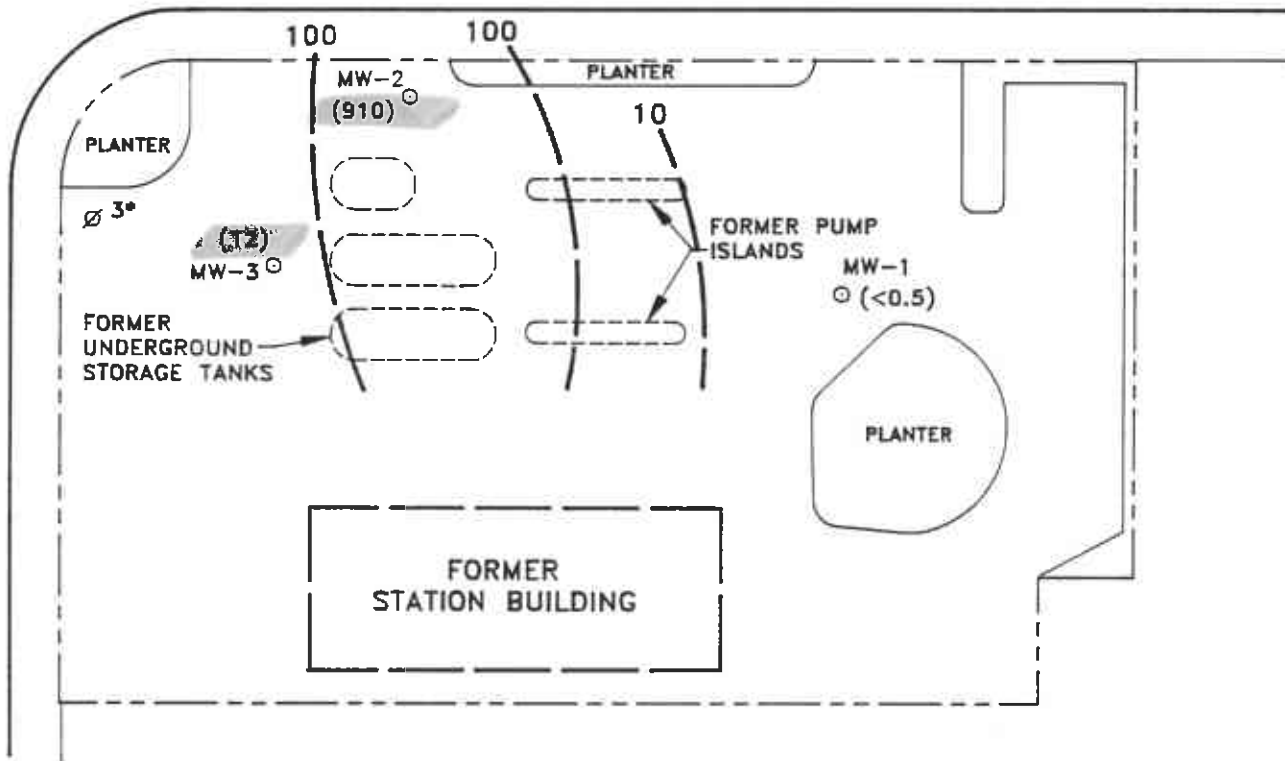 100
100
MW-2
(910)
PLANTER
10
PLANTER
3*
FORMER PUMP
ISLANDS
MW-3
MW-1
(<0.5)
FORMER
UNDERGROUND
STORAGE TANKS
PLANTER
FORMER
STATION BUILDING